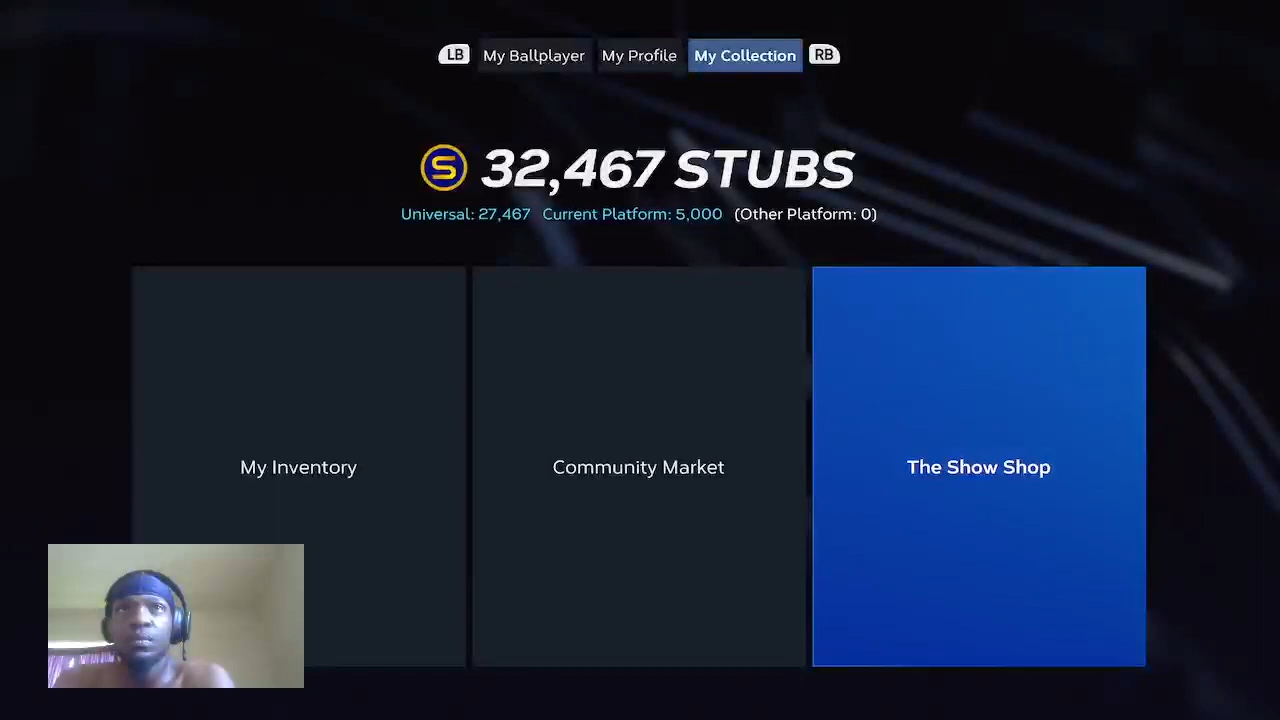 LB My Ballplayer My Profile My Collection RB
S 32,467 STUBS
Universal: 27,467 Current Platform: 5,000 (Other Platform: 0)
My Inventory Community Market The Show Shop